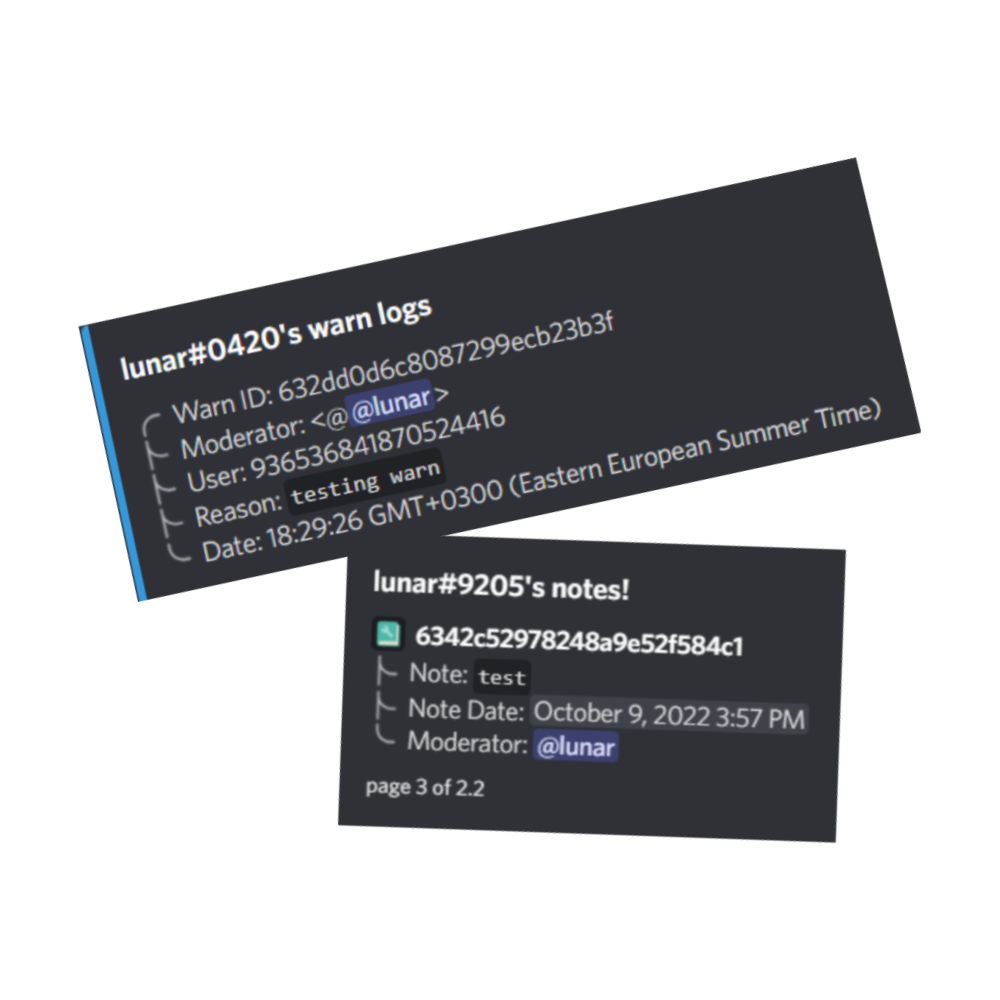 lunar#0420's warn logs
Warn ID: 632dd0d6c8087299ecb23b3f
Moderator: <@@lunar>
User: 936536841870524416
Reason: testing warn
Date: 18:29:26 GMT+0300 (Eastern European Summer Time)
lunar#9205's notes!
6342c52978248a9e52f584c1
Note: test
Note Date: October 9, 2022 3:57 PM
Moderator: @lunar
page 3 of 2.2